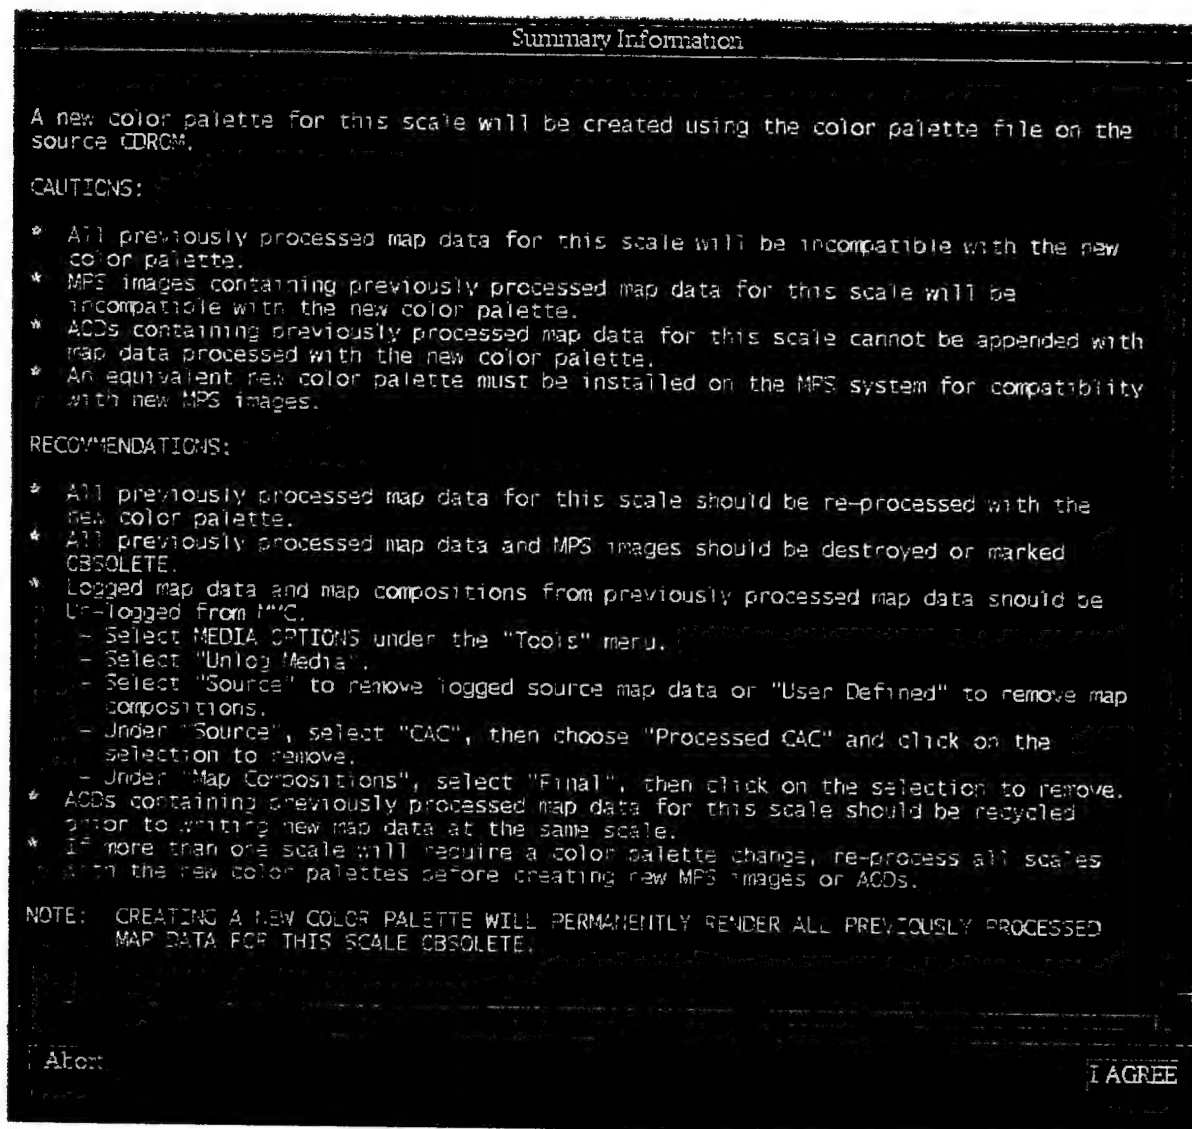 Summary Information
A new color palette for this scale will be created using the color palette file on the
source CDROM.
CAUTIONS:
* All previously processed map data for this scale will be incompatible with the new
color palette.
* MPS images containing previously processed map data for this scale will be
incompatible with the new color palette.
* AODs containing previously processed map data for this scale cannot be appended with
map data processed with the new color palette.
* An equivalent new color palette must be installed on the MPS system for compatiblity
with new MPS images.
RECOMMENDATIONS:
* All previously processed map data for this scale should be re-processed with the
new color palette.
* All previously processed map data and MPS images should be destroyed or marked
OBSOLETE.
* Logged map data and map compositions from previously processed map data should be
Un-logged from
- Select MEDIA OPTIONS under the "Tools" menu.
- Select "Unlog Media".
- Select "Source" to remove logged source map data or "User Defined" to remove map
compositions.
- Under "Source", select "CAC", then choose "Processed CAC" and click on the
selection to remove.
- Under "Map Compositions", select "Final", then click on the selection to remove.
* AODs containing previously processed map data for this scale should be recycled
prior to writing new map data at the same scale.
* If more than one scale will require a color palette change, re-process all scales
with the new color palettes before creating new MPS images or AODs.
NOTE: CREATING A NEW COLOR PALETTE WILL PERMANENTLY RENDER ALL PREVIOUSLY PROCESSED
MAP DATA FOR THIS SCALE OBSOLETE.
Abort
I AGREE